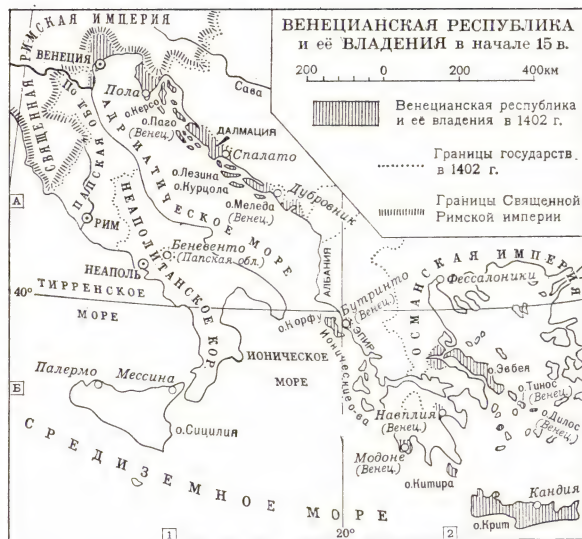 ВЕНЕЦИАНСКАЯ РЕСПУБЛИКА
и её ВЛАДЕНИЯ в начале 15 в.
200 0 200 400км
Венецианская республика
и её владения в 1402 г.
Границы государств
в 1402 г.
Границы Священной
Римской империи
СВЯЩЕННАЯ РИМСКАЯ ИМПЕРИЯ
ВЕНЕЦИЯ
По
Сава
Пола
о.Керсо
о.Паго
(Венец.)
ДАЛМАЦИЯ
Спалато
о.Лезина
о.Курцола
о.Меледа
(Венец.)
Дубровник
АДРИАТИЧЕСКОЕ МОРЕ
ПАПСКАЯ обл.
А
РИМ
НЕАПОЛИТАНСКОЕ КОР.
Беневенто
(Папская обл.)
НЕАПОЛЬ
АЛБАНИЯ
ОСМАНСКАЯ ИМПЕРИЯ
Фессалоники
40°
ТИРРЕНСКОЕ
МОРЕ
Бутринто
(Венец.)
о.Корфу
ЭПИР
Ионические о-ва
ИОНИЧЕСКОЕ
МОРЕ
Б
Палермо
Мессина
о.Сицилия
о.Эвбея
о.Тинос
(Венец.)
о.Дилос
(Венец.)
Навплия
(Венец.)
Модоне
(Венец.)
о.Китира
Кандия
о.Крит
СРЕДИЗЕМНОЕ МОРЕ
1
20°
2